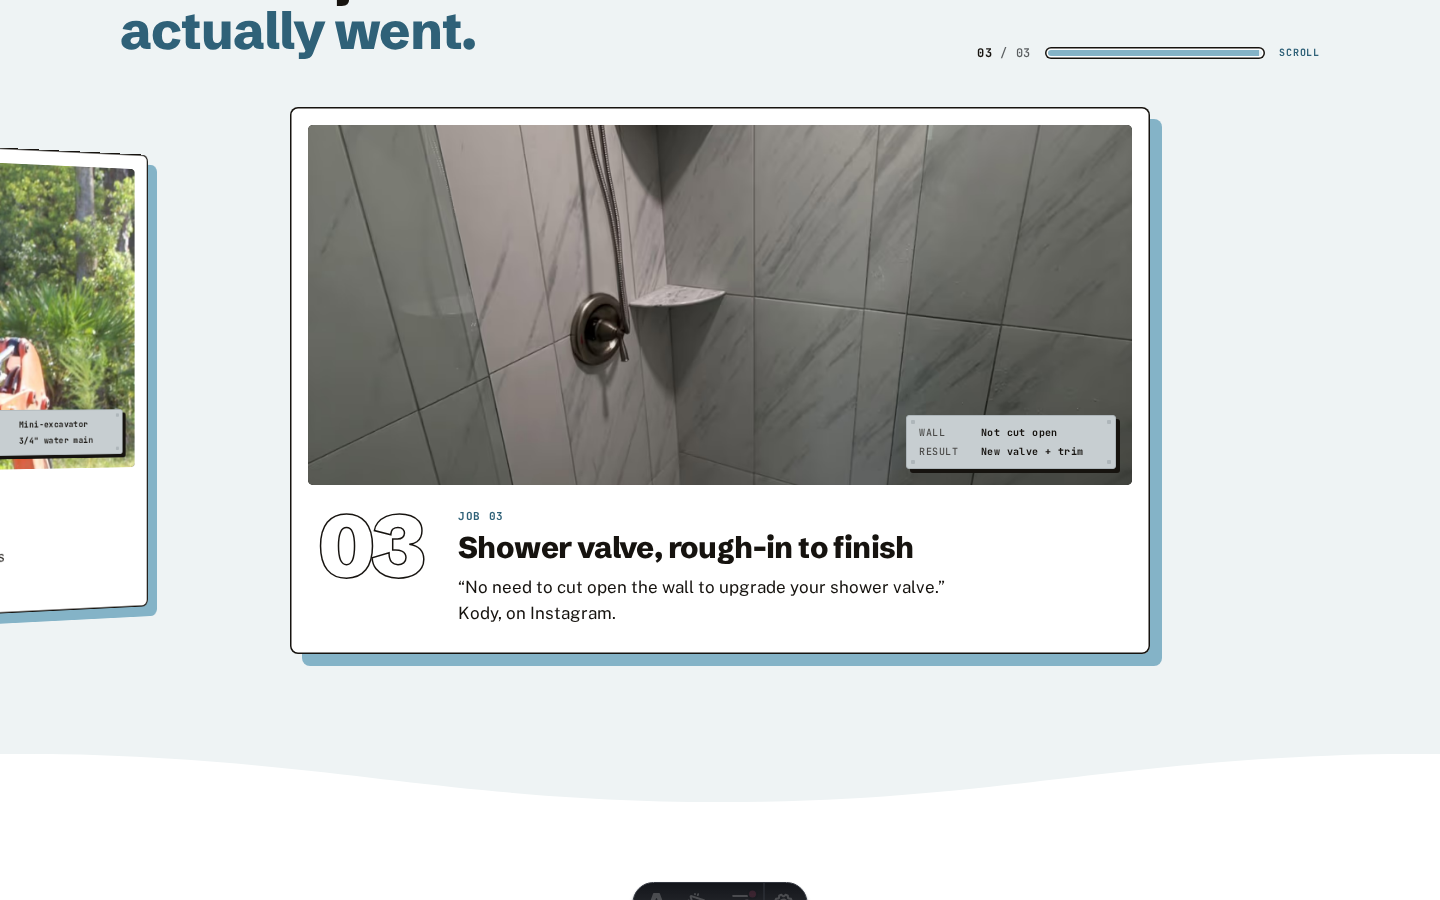 actually went.
03 / 03
SCROLL
Mini-excavator
3/4" water main
WALL Not cut open
RESULT New valve + trim
03
JOB 03
Shower valve, rough-in to finish
“No need to cut open the wall to upgrade your shower valve.”
Kody, on Instagram.